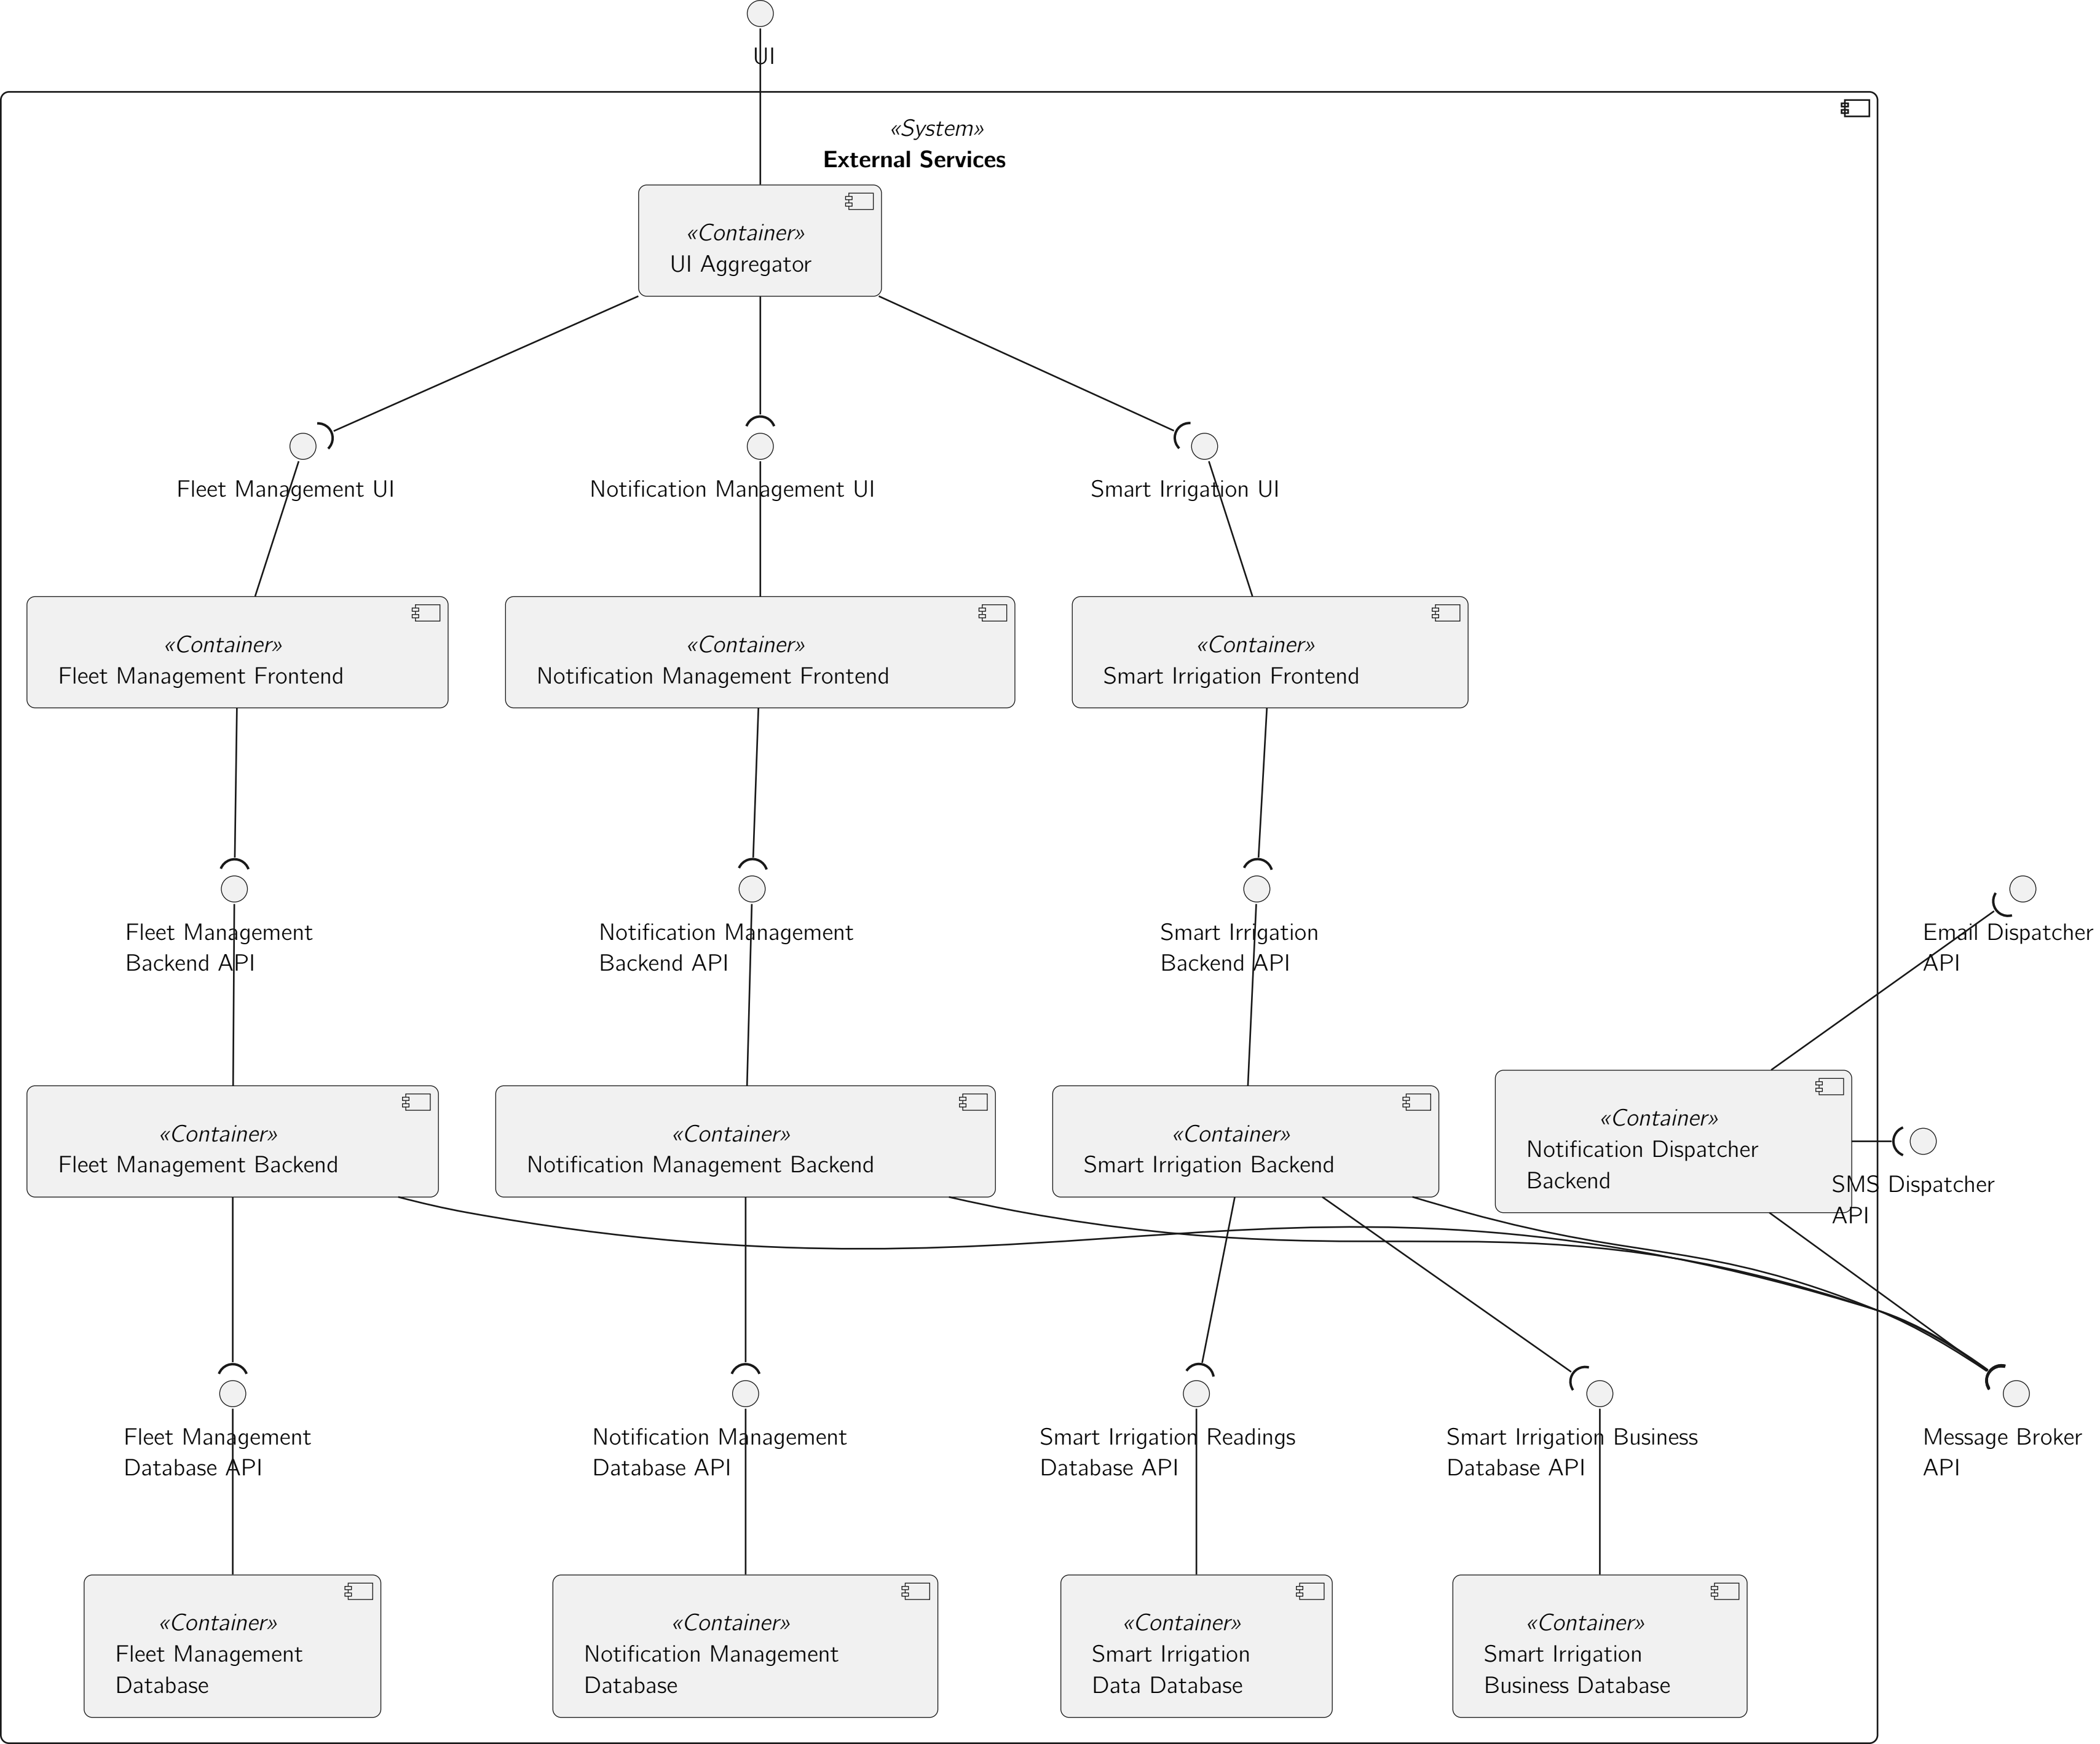 UI
«System»
External Services
«Container»
UI Aggregator
Fleet Management UI
Notification Management UI
Smart Irrigation UI
«Container»
Fleet Management Frontend
«Container»
Notification Management Frontend
«Container»
Smart Irrigation Frontend
Fleet Management
Backend API
Notification Management
Backend API
Smart Irrigation
Backend API
Email Dispatcher
API
«Container»
Fleet Management Backend
«Container»
Notification Management Backend
«Container»
Smart Irrigation Backend
«Container»
Notification Dispatcher
Backend
SMS Dispatcher
API
Fleet Management
Database API
Notification Management
Database API
Smart Irrigation Readings
Database API
Smart Irrigation Business
Database API
Message Broker
API
«Container»
Fleet Management
Database
«Container»
Notification Management
Database
«Container»
Smart Irrigation
Data Database
«Container»
Smart Irrigation
Business Database